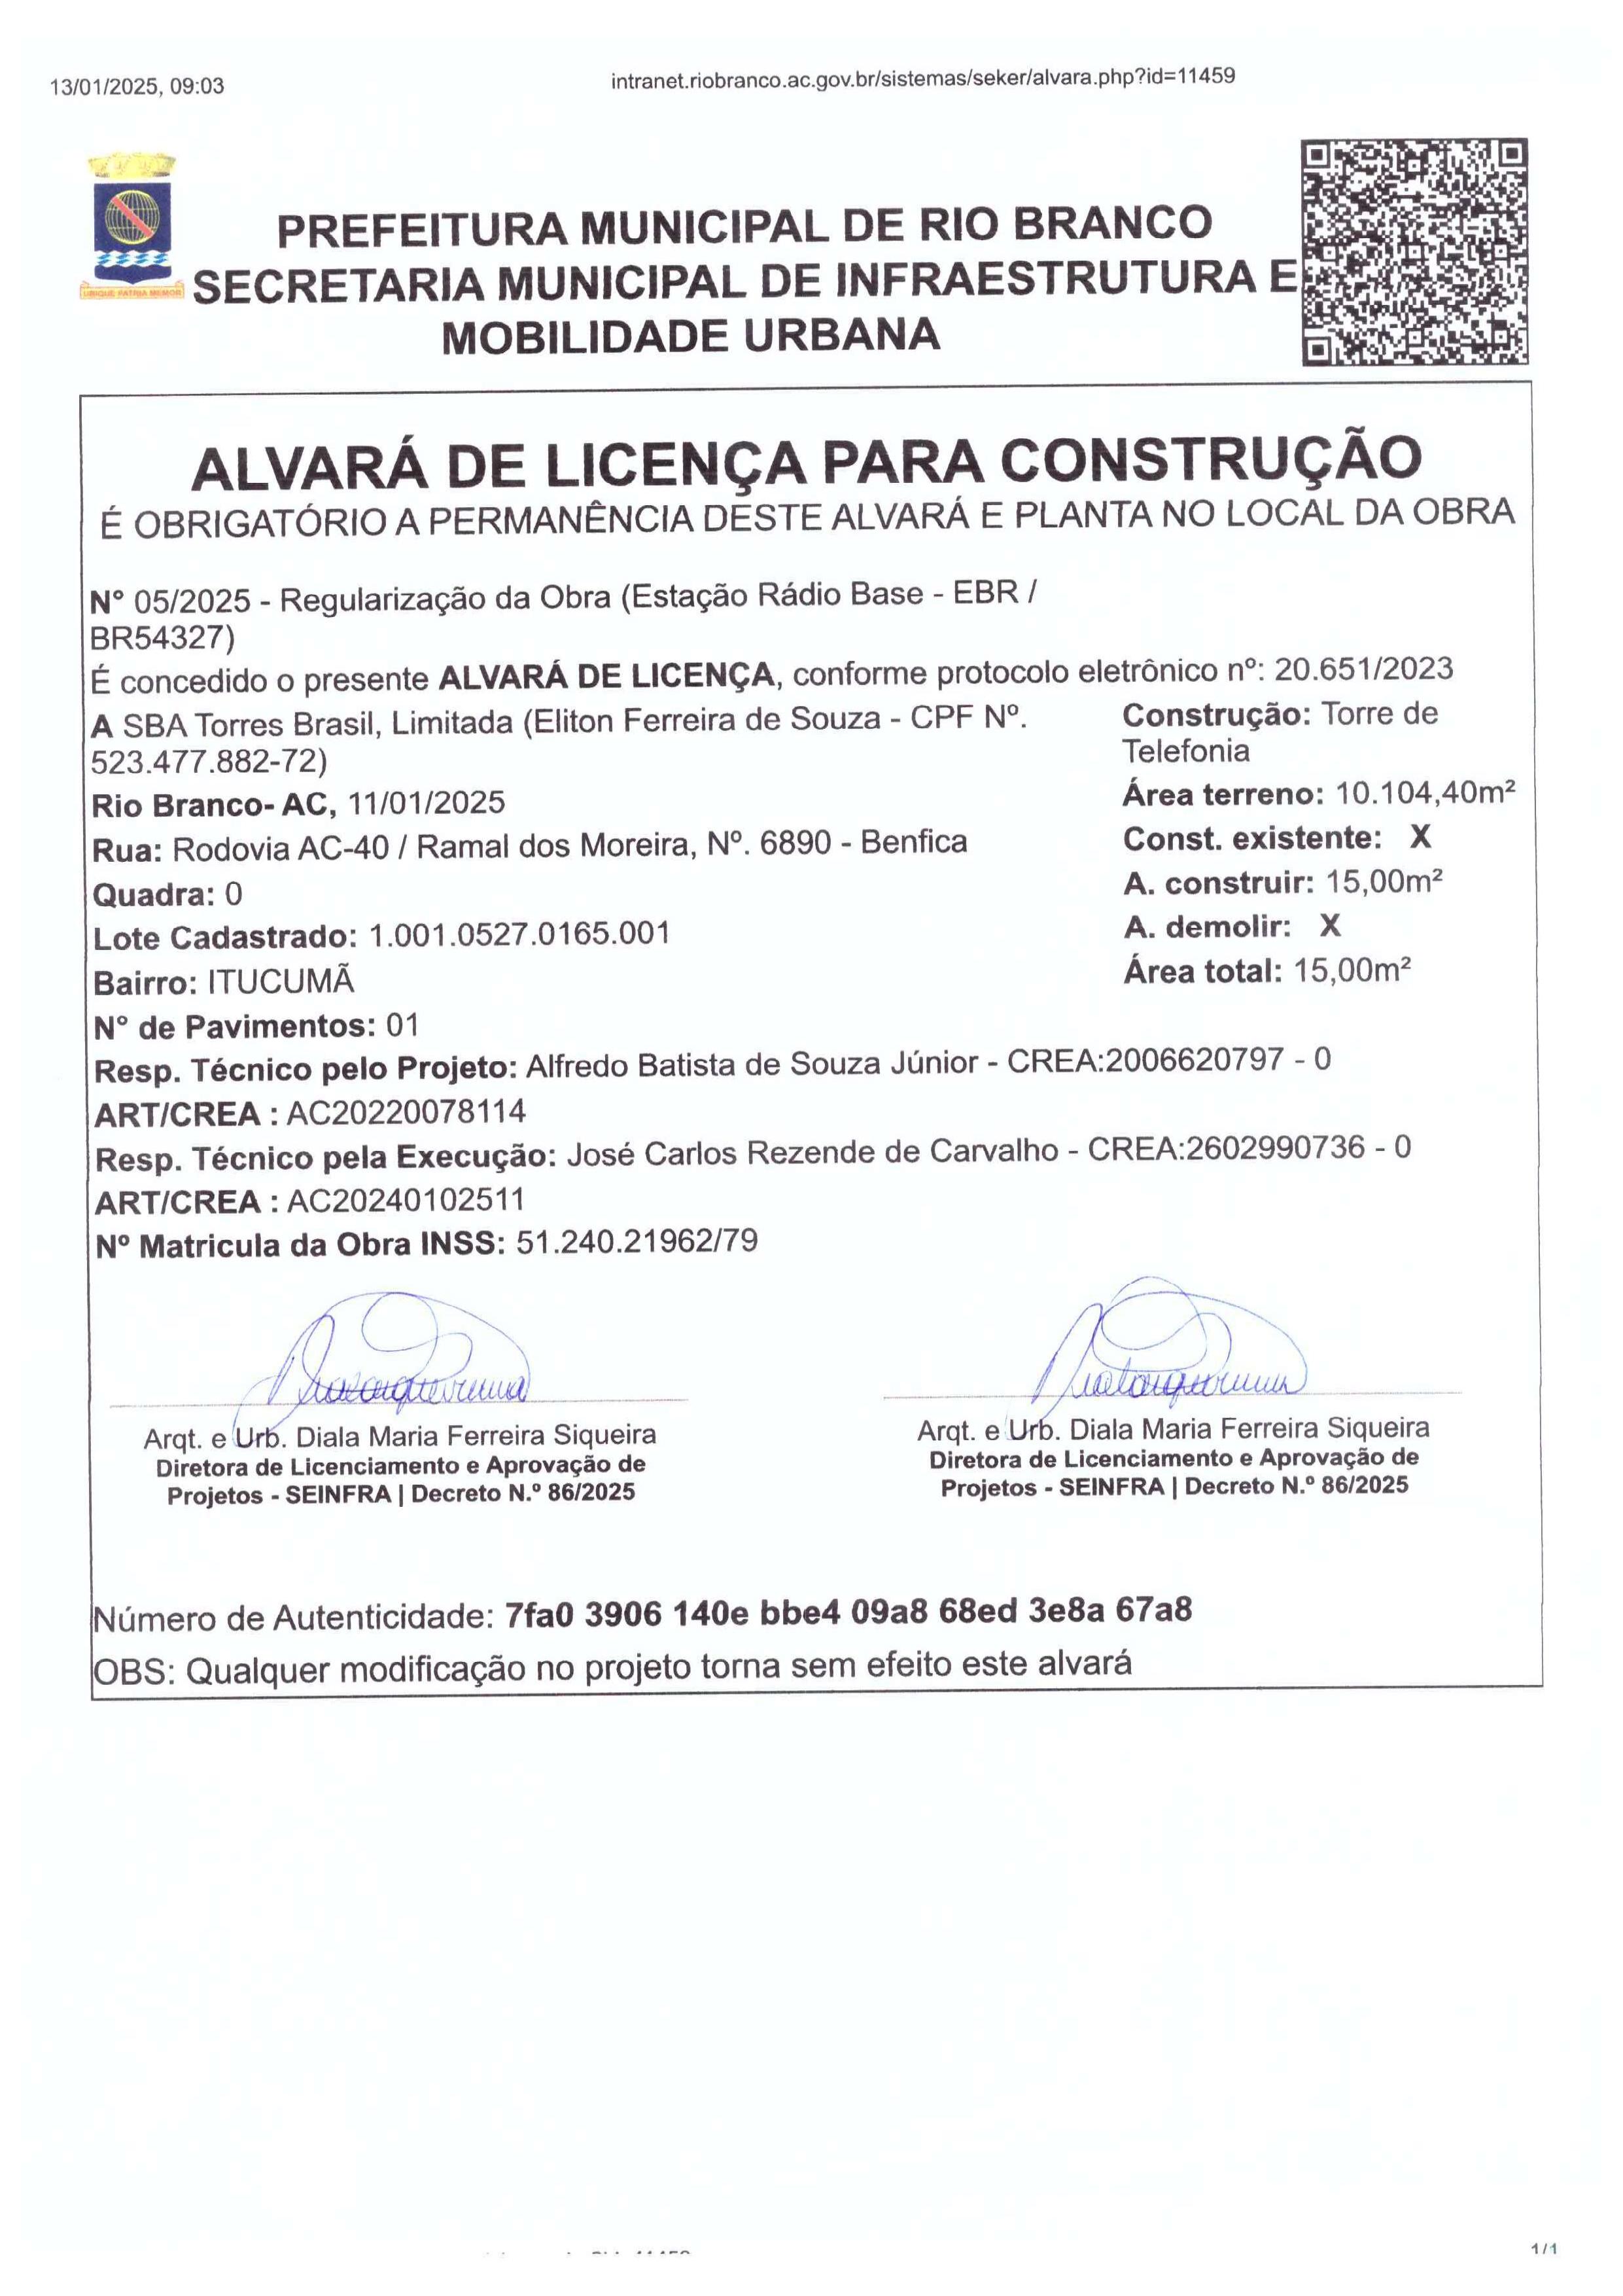 13/01/2025, 09:03
intranet.riobranco.ac.gov.br/sistemas/seker/alvara.php?id=11459
PREFEITURA MUNICIPAL DE RIO BRANCO
SECRETARIA MUNICIPAL DE INFRAESTRUTURA E
MOBILIDADE URBANA
ALVARÁ DE LICENÇA PARA CONSTRUÇÃO
É OBRIGATÓRIO A PERMANÊNCIA DESTE ALVARÁ E PLANTA NO LOCAL DA OBRA
N° 05/2025 - Regularização da Obra (Estação Rádio Base - EBR /
BR54327)
É concedido o presente ALVARÁ DE LICENÇA, conforme protocolo eletrônico nº: 20.651/2023
A SBA Torres Brasil, Limitada (Eliton Ferreira de Souza - CPF Nº.
523.477.882-72)
Rio Branco- AC, 11/01/2025
Rua: Rodovia AC-40 / Ramal dos Moreira, Nº. 6890 - Benfica
Quadra: 0
Lote Cadastrado: 1.001.0527.0165.001
Bairro: ITUCUMÃ
N° de Pavimentos: 01
Construção: Torre de
Telefonia
Área terreno: 10.104,40m²
Const. existente: X
A. construir: 15,00m²
A. demolir: X
Área total: 15,00m²
Resp. Técnico pelo Projeto: Alfredo Batista de Souza Júnior - CREA:2006620797 - 0
ART/CREA : AC20220078114
Resp. Técnico pela Execução: José Carlos Rezende de Carvalho - CREA:2602990736 - 0
ART/CREA : AC20240102511
Nº Matricula da Obra INSS: 51.240.21962/79
Arqt. e Urb. Diala Maria Ferreira Siqueira
Diretora de Licenciamento e Aprovação de
Projetos - SEINFRA | Decreto N.º 86/2025
Arqt. e Urb. Diala Maria Ferreira Siqueira
Diretora de Licenciamento e Aprovação de
Projetos - SEINFRA | Decreto N.º 86/2025
Número de Autenticidade: 7fa0 3906 140e bbe4 09a8 68ed 3e8a 67a8
OBS: Qualquer modificação no projeto torna sem efeito este alvará
1/1